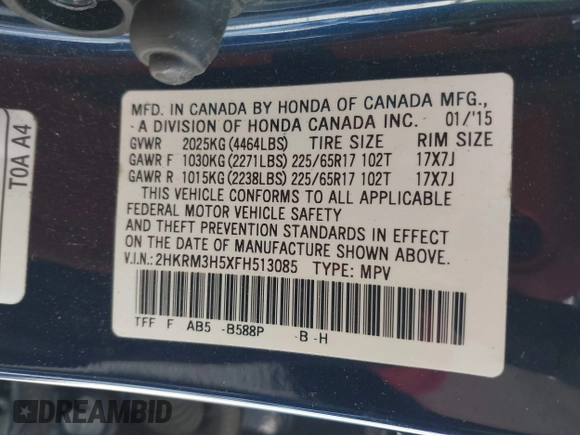 MFD. IN CANADA BY HONDA OF CANADA MFG.,
A DIVISION OF HONDA CANADA INC. 01/'15
GVWR 2025KG(4464LBS) TIRE SIZE RIM SIZE
GAWR F 1030KG(2271LBS) 225/65R17 102T 17X7J
GAWR R 1015KG(2238LBS) 225/65R17 102T 17X7J
THIS VEHICLE CONFORMS TO ALL APPLICABLE
FEDERAL MOTOR VEHICLE SAFETY
AND THEFT PREVENTION STANDARDS IN EFFECT
ON THE DATE OF MANUFACTURE SHOWN ABOVE.
V.I.N.:2HKRM3H5XFH513085 TYPE: MPV
TFF F AB5 -B588P -B -H
T0A A4
DREAMBID